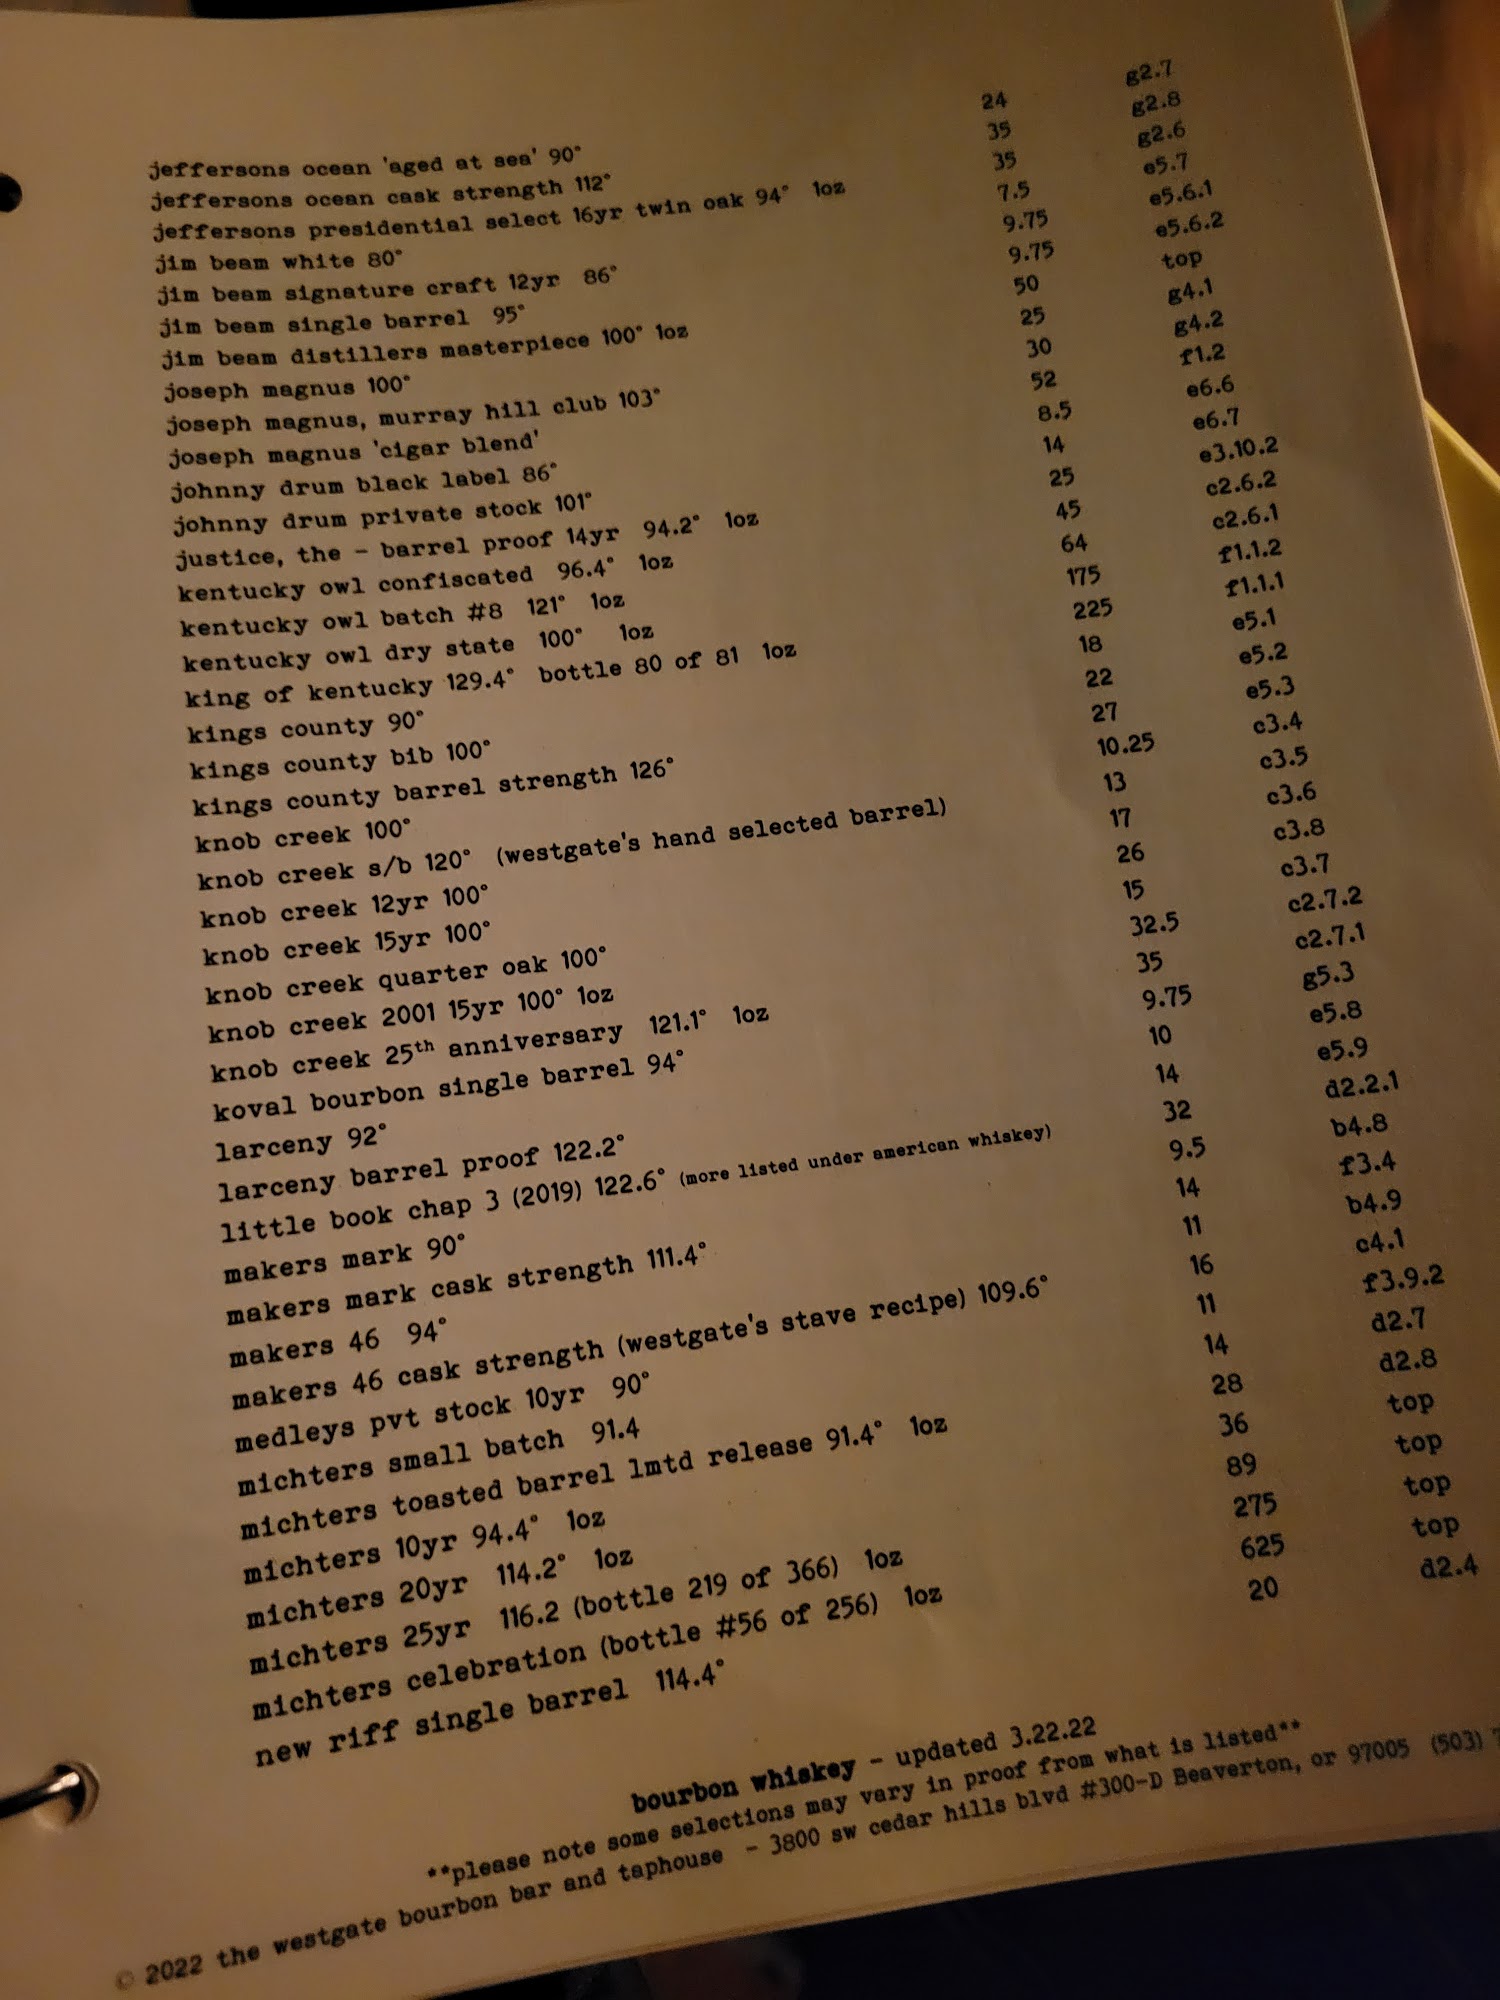 jeffersons ocean 'aged at sea' 90° 24 g2.7
jeffersons ocean cask strength 112° 35 g2.8
jeffersons presidential select 16yr twin oak 94° 1oz 35 g2.6
jim beam white 80° 7.5 e5.7
jim beam signature craft 12yr 86° 9.75 e5.6.1
jim beam single barrel 95° 9.75 e5.6.2
jim beam distillers masterpiece 100° 1oz 50 top
joseph magnus 100° 25 g4.1
joseph magnus, murray hill club 103° 30 g4.2
joseph magnus 'cigar blend' 52 f1.2
johnny drum black label 86° 8.5 e6.6
johnny drum private stock 101° 14 e6.7
justice, the – barrel proof 14yr 94.2° 1oz 25 e3.10.2
kentucky owl confiscated 96.4° 1oz 45 c2.6.2
kentucky owl batch #8 121° 1oz 64 c2.6.1
kentucky owl dry state 100° 1oz 175 f1.1.2
king of kentucky 129.4° bottle 80 of 81 1oz 225 f1.1.1
kings county 90° 18 e5.1
kings county bib 100° 22 e5.2
kings county barrel strength 126° 27 e5.3
knob creek 100° 10.25 c3.4
knob creek s/b 120° (westgate's hand selected barrel) 13 c3.5
knob creek 12yr 100° 17 c3.6
knob creek 15yr 100° 26 c3.8
knob creek quarter oak 100° 15 c3.7
knob creek 2001 15yr 100° 1oz 32.5 c2.7.2
knob creek 25th anniversary 121.1° 1oz 35 c2.7.1
koval bourbon single barrel 94° 9.75 g5.3
larceny 92° 10 e5.8
larceny barrel proof 122.2° 14 e5.9
little book chap 3 (2019) 122.6° (more listed under american whiskey) 32 d2.2.1
makers mark 90° 9.5 b4.8
makers mark cask strength 111.4° 14 f3.4
makers 46 94° 11 b4.9
makers 46 cask strength (westgate's stave recipe) 109.6° 16 c4.1
medleys pvt stock 10yr 90° 11 f3.9.2
michters small batch 91.4 14 d2.7
michters toasted barrel lmtd release 91.4° 1oz 28 d2.8
michters 10yr 94.4° 1oz 36 top
michters 20yr 114.2° 1oz 89 top
michters 25yr 116.2 (bottle 219 of 366) 1oz 275 top
michters celebration (bottle #56 of 256) 1oz 625 top
new riff single barrel 114.4° 20 d2.4
bourbon whiskey – updated 3.22.22
**please note some selections may vary in proof from what is listed**
© 2022 the westgate bourbon bar and taphouse – 3800 sw cedar hills blvd #300-D Beaverton, or 97005 (503)